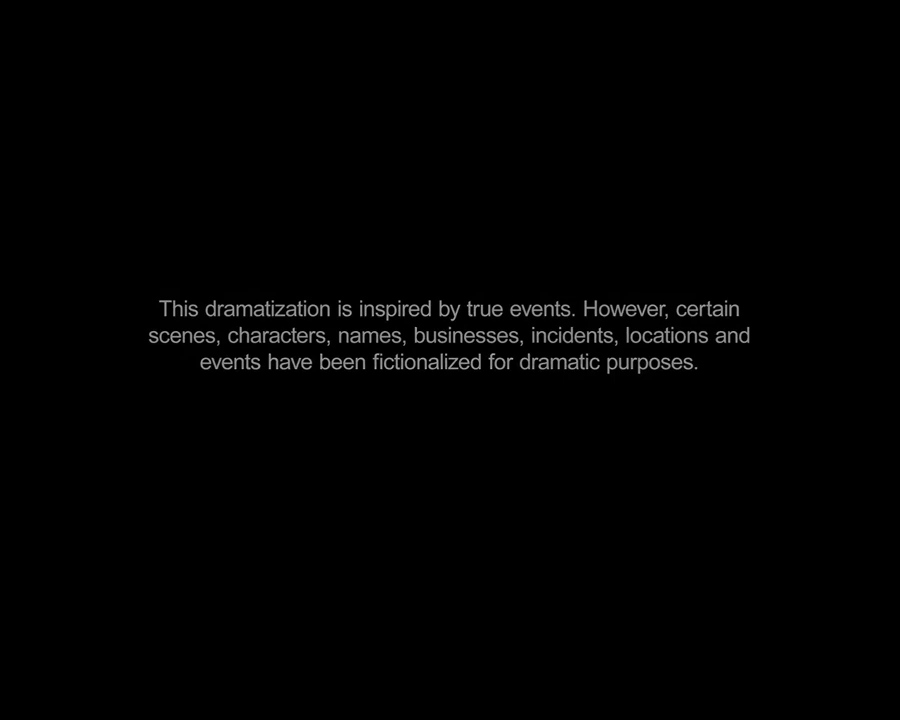 This dramatization is inspired by true events. However, certain
scenes, characters, names, businesses, incidents, locations and
events have been fictionalized for dramatic purposes.